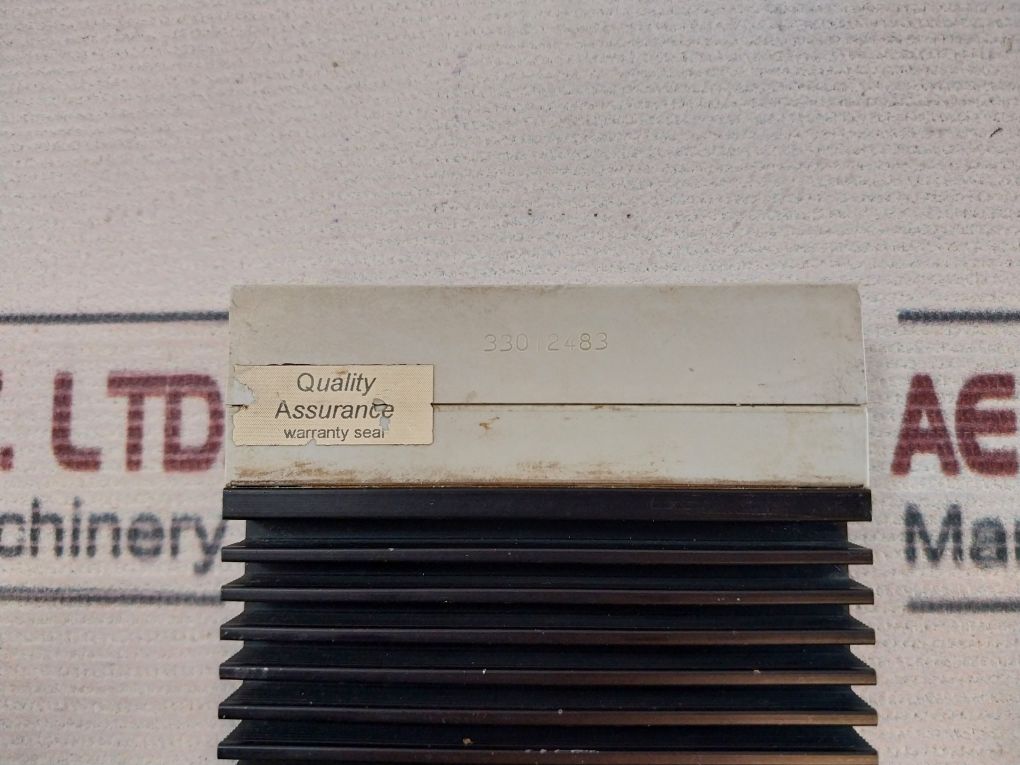 33012483
Quality
Assurance
warranty seal
LTD
chinery
AE
Ma